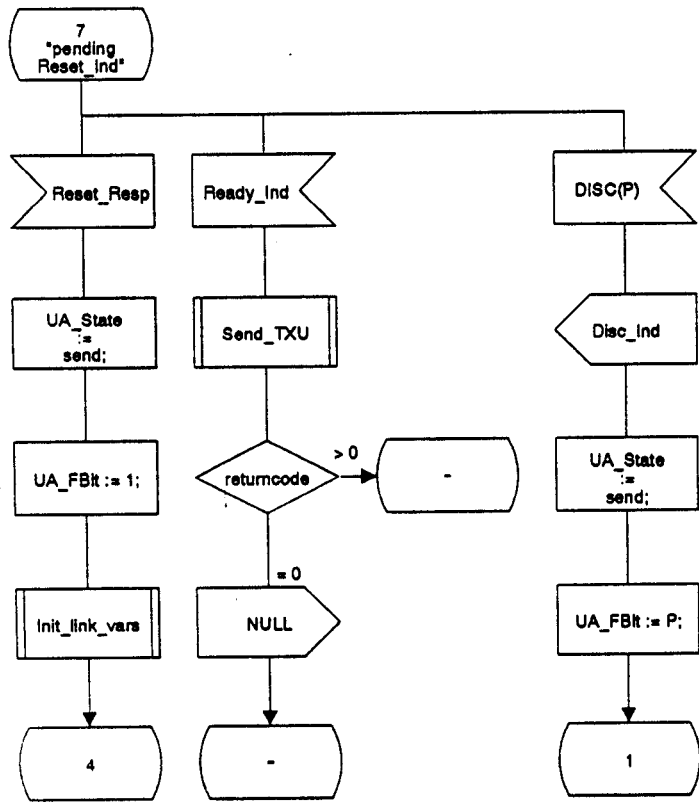 7
"pending
Reset_Ind"
Reset_Resp
Ready_Ind
DISC(P)
UA_State
:=
send;
Send_TXU
Disc_Ind
UA_FBit := 1;
returncode
> 0
-
UA_State
:=
send;
= 0
Init_link_vars
NULL
UA_FBit := P;
4
-
1